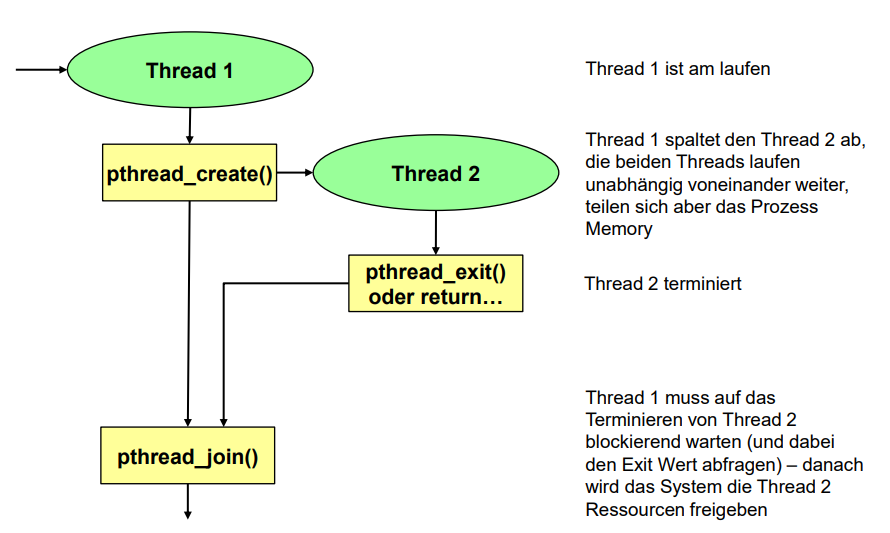 Thread 1
Thread 1 ist am laufen
pthread_create()
Thread 2
Thread 1 spaltet den Thread 2 ab,
die beiden Threads laufen
unabhängig voneinander weiter,
teilen sich aber das Prozess
Memory
pthread_exit()
oder return…
Thread 2 terminiert
pthread_join()
Thread 1 muss auf das
Terminieren von Thread 2
blockierend warten (und dabei
den Exit Wert abfragen) – danach
wird das System die Thread 2
Ressourcen freigeben